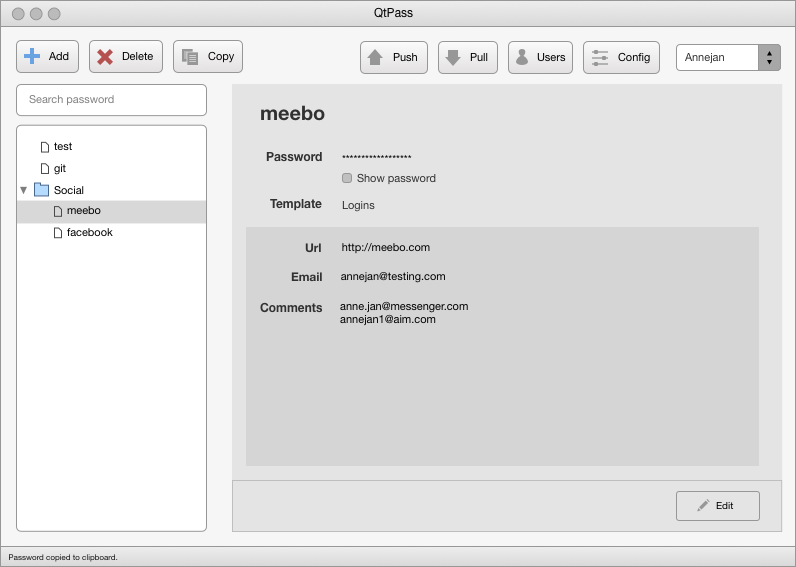 QtPass
Add Delete Copy Push Pull Users Config Annejan
Search password
test
git
Social
meebo
facebook
meebo
Password ******************
Show password
Template Logins
Url http://meebo.com
Email annejan@testing.com
Comments anne.jan@messenger.com
annejan1@aim.com
Edit
Password copied to clipboard.